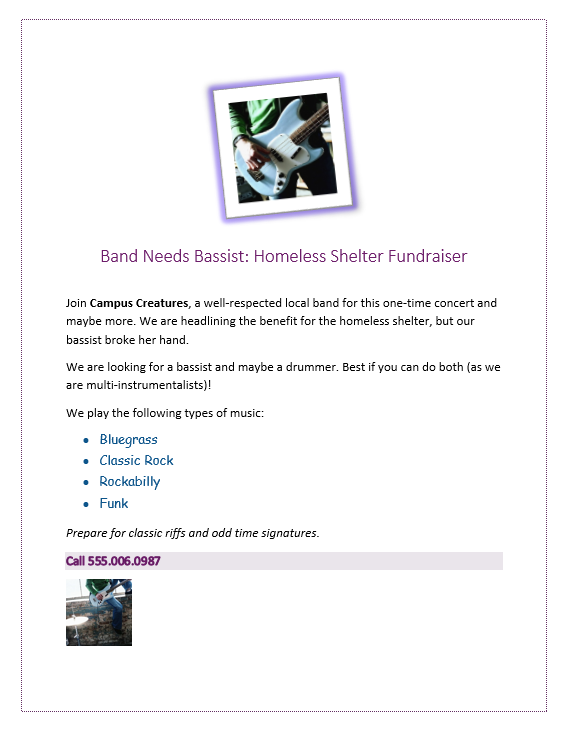 Band Needs Bassist: Homeless Shelter Fundraiser
Join Campus Creatures, a well-respected local band for this one-time concert and
maybe more. We are headlining the benefit for the homeless shelter, but our
bassist broke her hand.
We are looking for a bassist and maybe a drummer. Best if you can do both (as we
are multi-instrumentalists)!
We play the following types of music:
• Bluegrass
• Classic Rock
• Rockabilly
• Funk
Prepare for classic riffs and odd time signatures.
Call 555.006.0987